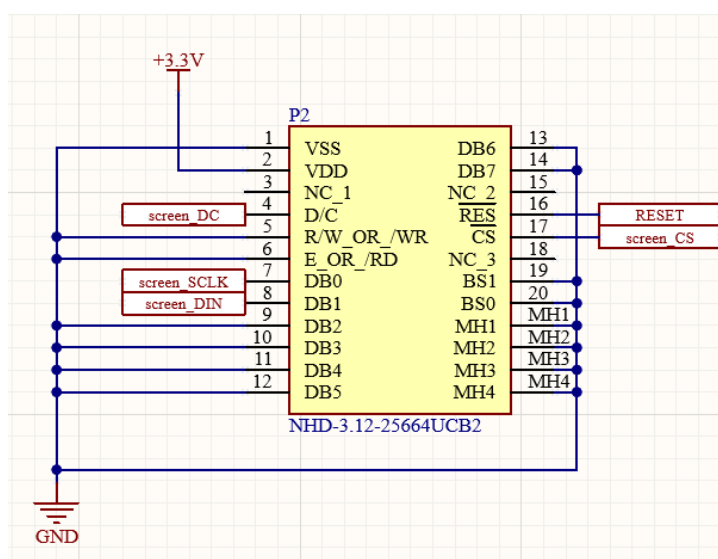 +3.3V
P2
1 VSS DB6 13
2 VDD DB7 14
3 NC_1 NC_2 15
screen_DC 4 D/C RES 16 RESET
5 R/W_OR_/WR CS 17 screen_CS
6 E_OR_/RD NC_3 18
screen_SCLK 7 DB0 BS1 19
screen_DIN 8 DB1 BS0 20
9 DB2 MH1 MH1
10 DB3 MH2 MH2
11 DB4 MH3 MH3
12 DB5 MH4 MH4
NHD-3.12-25664UCB2
GND